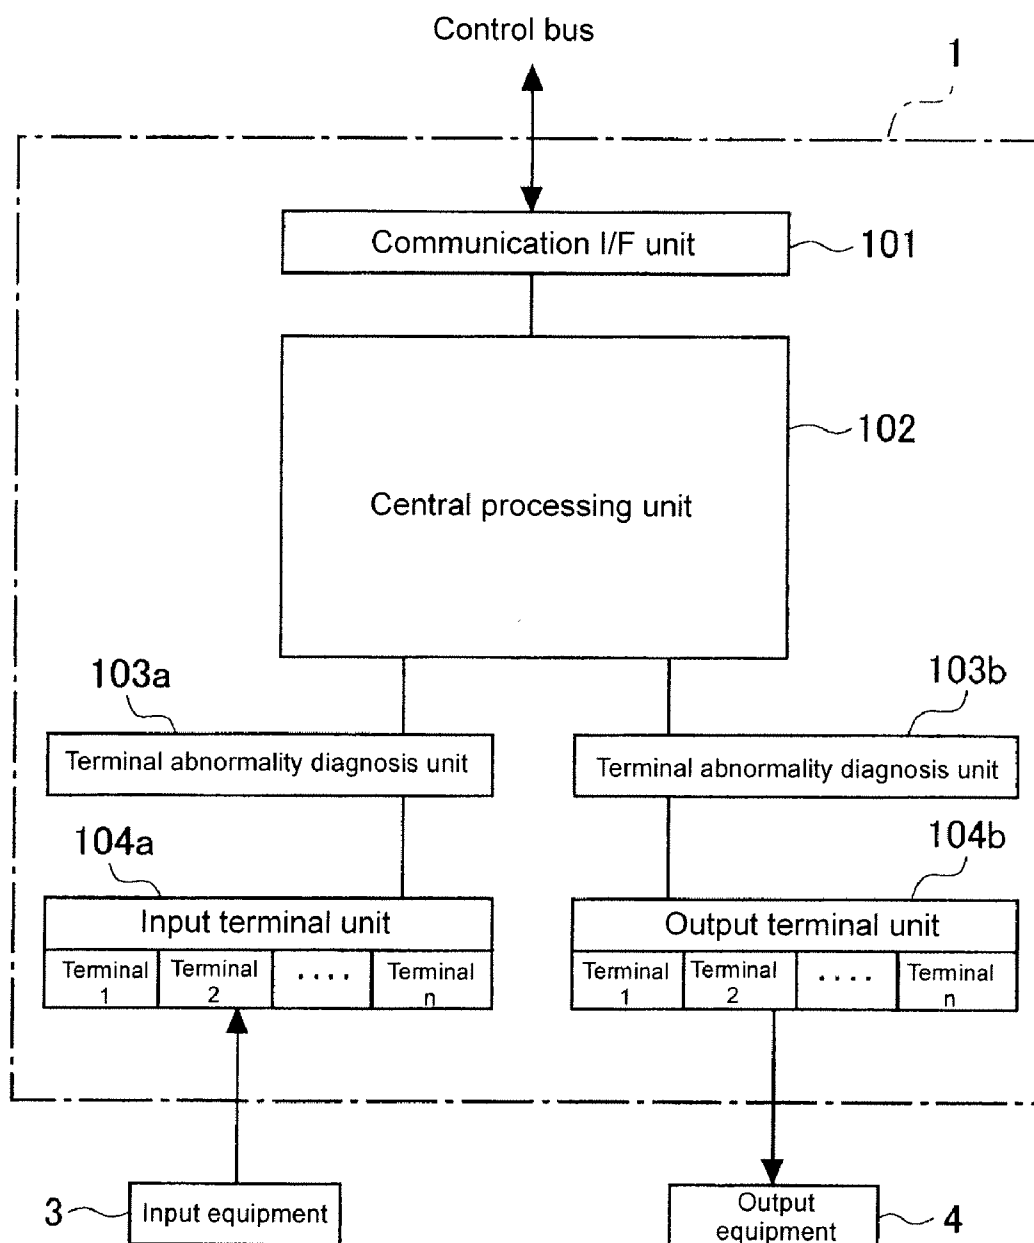 Control bus
1
Communication I/F unit
101
Central processing unit
102
103a
103b
Terminal abnormality diagnosis unit
Terminal abnormality diagnosis unit
104a
104b
Input terminal unit
Output terminal unit
Terminal 1
Terminal 2
....
Terminal n
Terminal 1
Terminal 2
....
Terminal n
3
Input equipment
Output
equipment
4